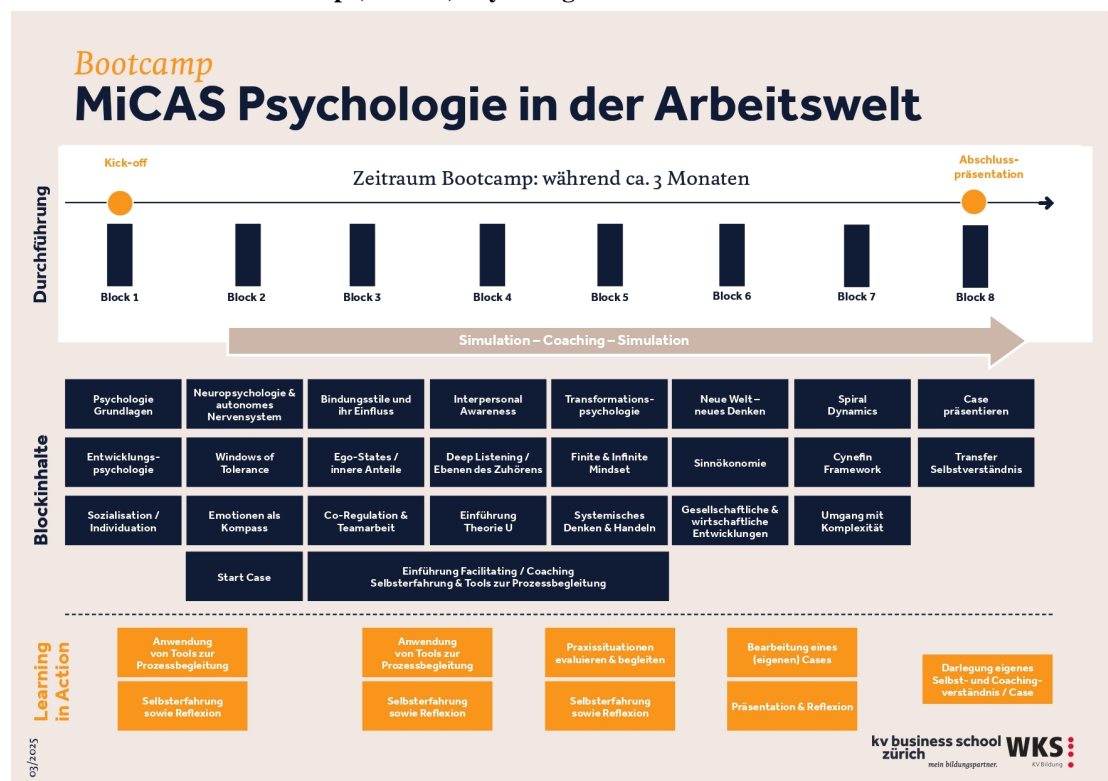 Bootcamp
MiCAS Psychologie in der Arbeitswelt
Durchführung
Kick-off
Zeitraum Bootcamp: während ca. 3 Monaten
Abschluss-
präsentation
Block 1
Block 2
Block 3
Block 4
Block 5
Block 6
Block 7
Block 8
Simulation – Coaching – Simulation
Blockinhalte
Psychologie
Grundlagen
Neuropsychologie &
autonomes
Nervensystem
Bindungsstile und
ihr Einfluss
Interpersonal
Awareness
Transformations-
psychologie
Neue Welt –
neues Denken
Spiral
Dynamics
Case
präsentieren
Entwicklungs-
psychologie
Windows of
Tolerance
Ego-States /
innere Anteile
Deep Listening /
Ebenen des Zuhörens
Finite & Infinite
Mindset
Sinnökonomie
Cynefin
Framework
Transfer
Selbstverständnis
Sozialisation /
Individuation
Emotionen als
Kompass
Co-Regulation &
Teamarbeit
Einführung
Theorie U
Systemisches
Denken & Handeln
Gesellschaftliche &
wirtschaftliche
Entwicklungen
Umgang mit
Komplexität
Start Case
Einführung Facilitating / Coaching
Selbsterfahrung & Tools zur Prozessbegleitung
Learning
in Action
Anwendung
von Tools zur
Prozessbegleitung
Anwendung
von Tools zur
Prozessbegleitung
Praxissituationen
evaluieren & begleiten
Bearbeitung eines
(eigenen) Cases
Darlegung eigenes
Selbst- und Coaching-
verständnis / Case
Selbsterfahrung
sowie Reflexion
Selbsterfahrung
sowie Reflexion
Selbsterfahrung
sowie Reflexion
Präsentation & Reflexion
03/2025
kv business school
zürich
mein bildungspartner.
WKS
KV Bildung